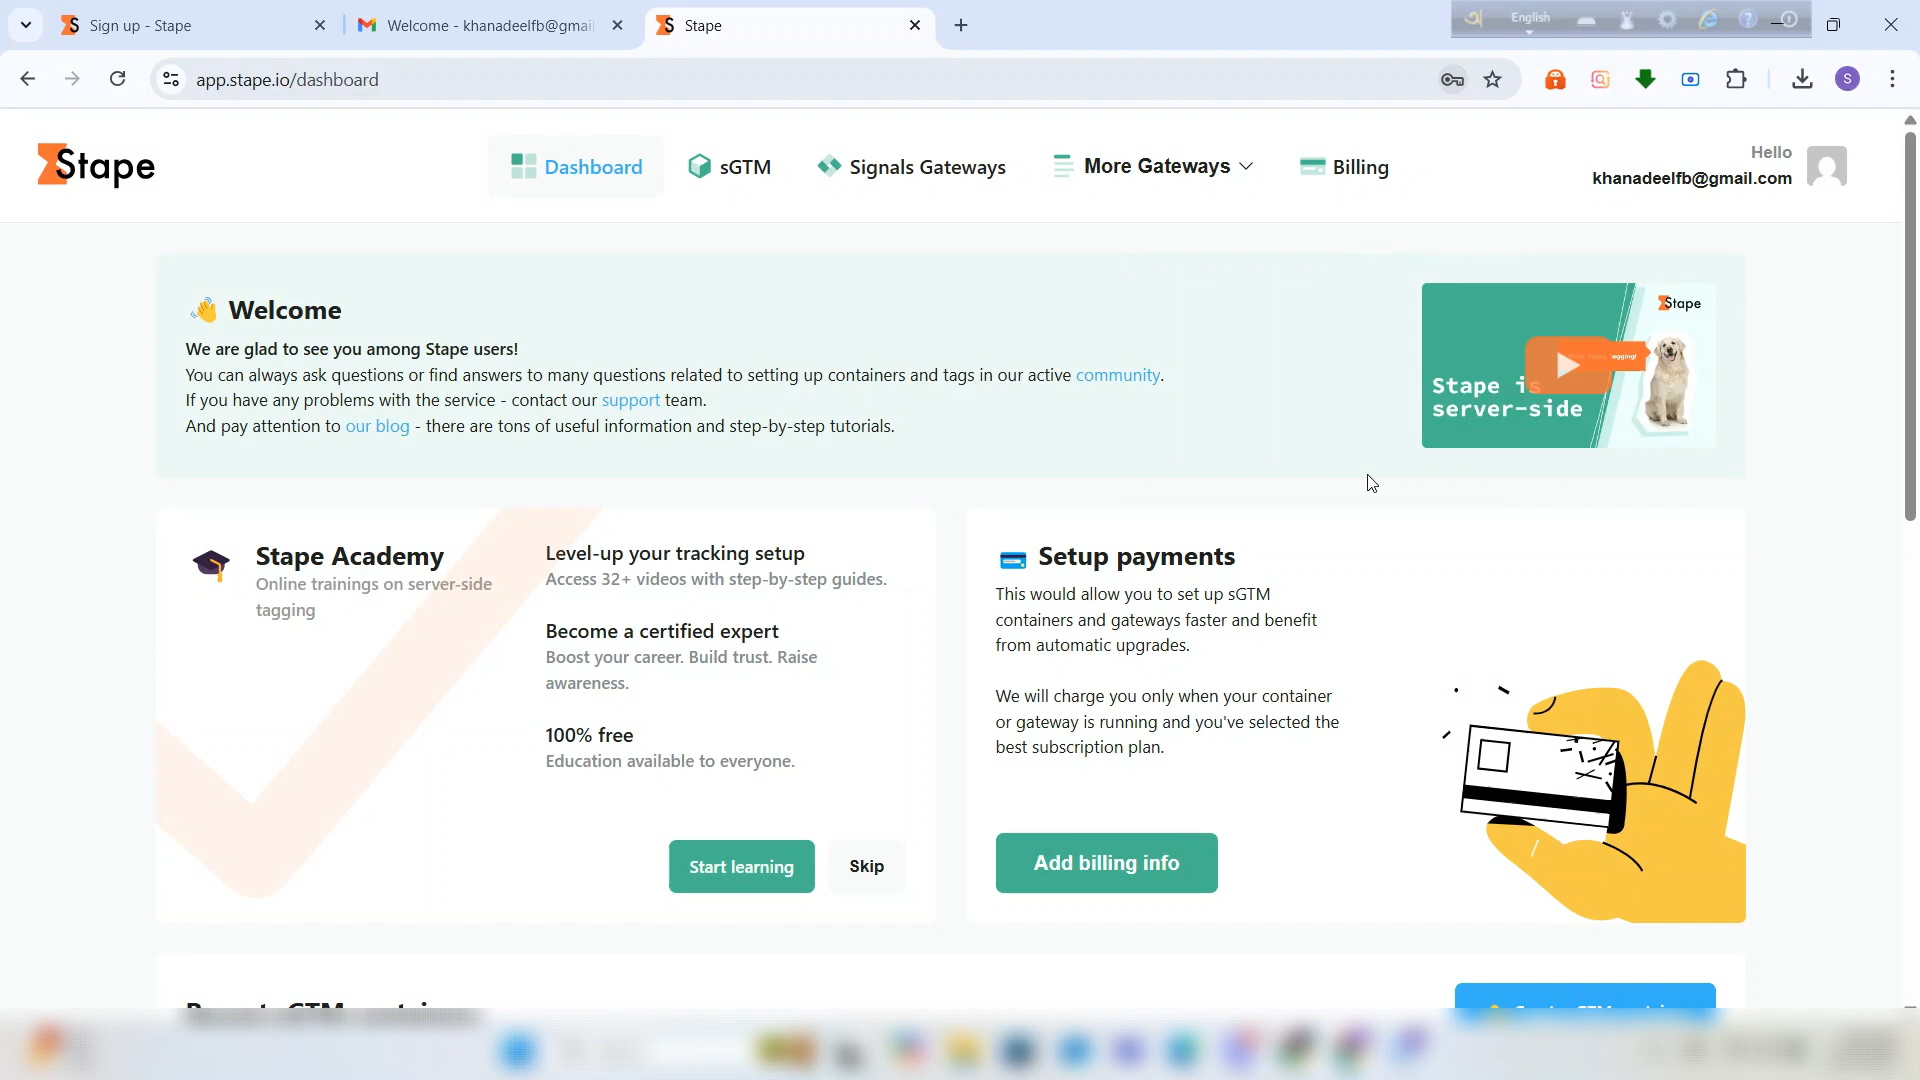 Sign up - Stape
Welcome - khanadeelfb@gmai
Stape
English
app.stape.io/dashboard
S
Stape
Dashboard
sGTM
Signals Gateways
More Gateways
Billing
Hello
khanadeelfb@gmail.com
👋 Welcome
We are glad to see you among Stape users!
You can always ask questions or find answers to many questions related to setting up containers and tags in our active community.
If you have any problems with the service - contact our support team.
And pay attention to our blog - there are tons of useful information and step-by-step tutorials.
Stape
Stape is
server-side
Stape Academy
Online trainings on server-side
tagging
Level-up your tracking setup
Access 32+ videos with step-by-step guides.
Become a certified expert
Boost your career. Build trust. Raise
awareness.
100% free
Education available to everyone.
Start learning
Skip
Setup payments
This would allow you to set up sGTM
containers and gateways faster and benefit
from automatic upgrades.
We will charge you only when your container
or gateway is running and you've selected the
best subscription plan.
Add billing info